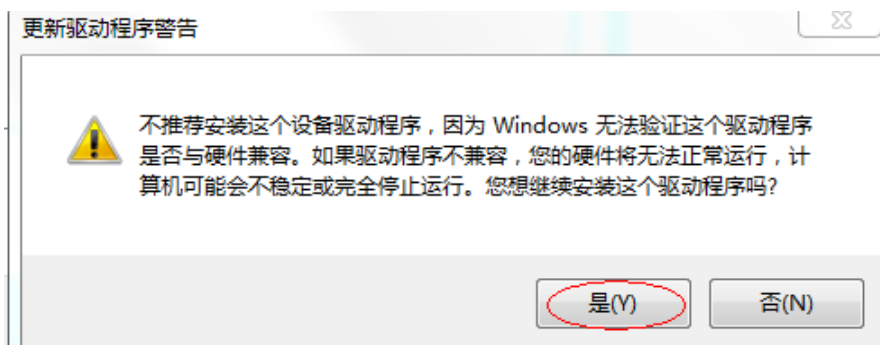 更新驱动程序警告
不推荐安装这个设备驱动程序，因为 Windows 无法验证这个驱动程序
是否与硬件兼容。如果驱动程序不兼容，您的硬件将无法正常运行，计
算机可能会不稳定或完全停止运行。您想继续安装这个驱动程序吗?
是(Y) 否(N)